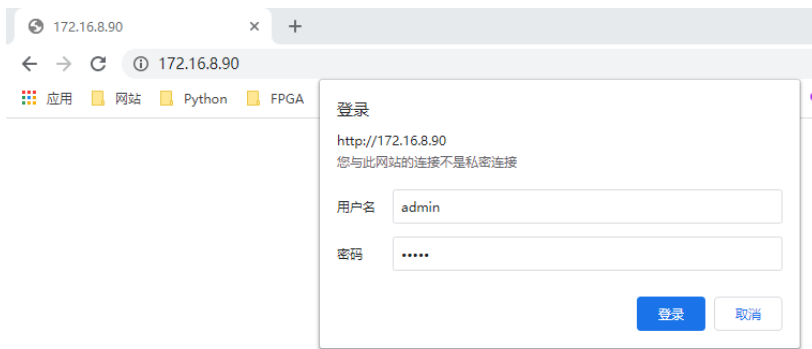 172.16.8.90
172.16.8.90
应用 网站 Python FPGA
登录
http://172.16.8.90
您与此网站的连接不是私密连接
用户名 admin
密码 •••••
登录 取消